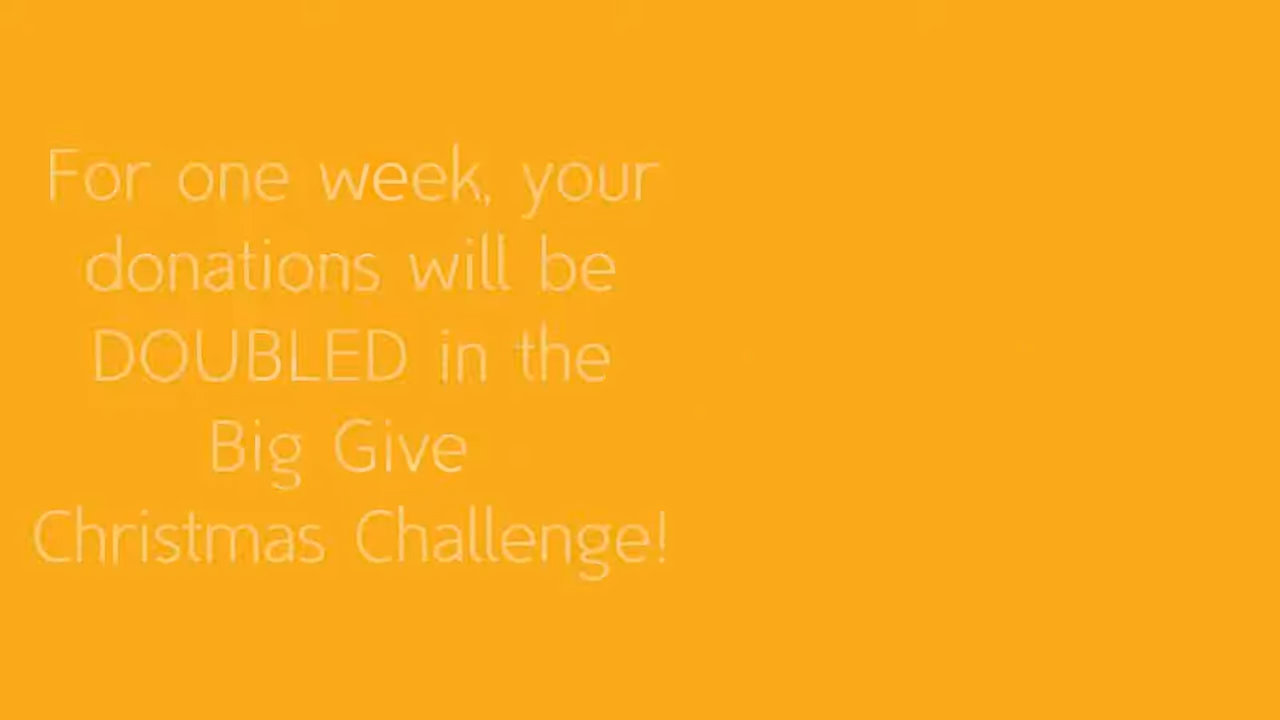 For one week, your
donations will be
DOUBLED in the
Big Give
Christmas Challenge!